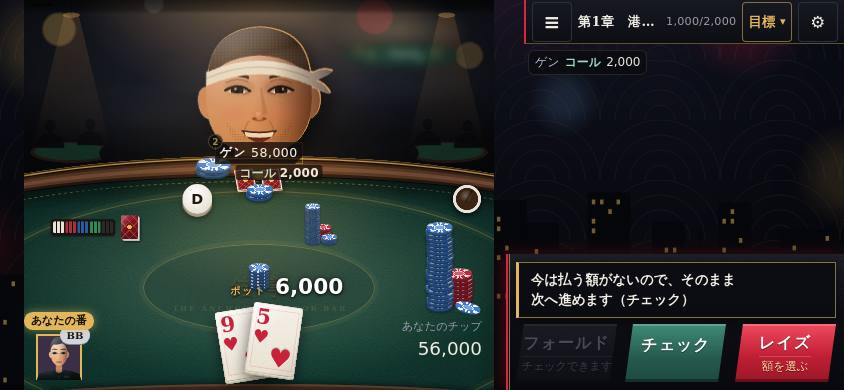 ☰ 第1章 港… 1,000/2,000 目標 ▾
ゲン コール 2,000
2
ゲン 58,000
コール 2,000
D
ポット 6,000
9
5
あなたの番
BB
あなたのチップ
56,000
今は払う額がないので、そのまま
次へ進めます（チェック）
フォールド
チェックできます
チェック
レイズ
額を選ぶ